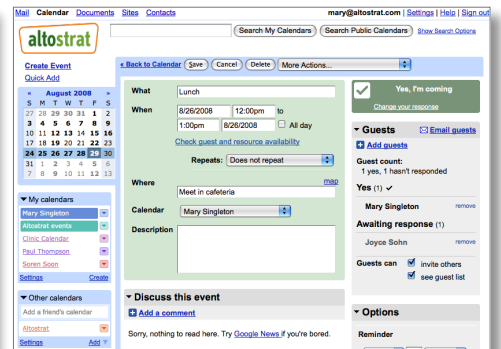 Mail Calendar Documents Sites Contacts
mary@altostrat.com | Settings | Help | Sign out
altostrat
Search My Calendars Search Public Calendars Show Search Options
Create Event
Quick Add
« August 2008 »
S M T W T F S
27 28 29 30 31 1 2
3 4 5 6 7 8 9
10 11 12 13 14 15 16
17 18 19 20 21 22 23
24 25 26 27 28 29 30
31 1 2 3 4 5 6
7 8 9 10 11 12 13
▼ My calendars
Mary Singleton
Altostrat events
Clinic Calendar
Paul Thompson
Soren Soon
Settings Create
▼ Other calendars
Add a friend's calendar
Altostrat
Settings Add ▼
« Back to Calendar Save Cancel Delete More Actions...
What Lunch
When 8/26/2008 12:00pm to
1:00pm 8/26/2008 All day
Check guest and resource availability
Repeats: Does not repeat
Where map
Meet in cafeteria
Calendar Mary Singleton
Description
▼ Discuss this event
Add a comment
Sorry, nothing to read here. Try Google News if you're bored.
Yes, I'm coming
Change your response
▼ Guests Email guests
Add guests
Guest count:
1 yes, 1 hasn't responded
Yes (1) ✓
Mary Singleton remove
Awaiting response (1)
Joyce Sohn remove
Guests can invite others
see guest list
▼ Options
Reminder